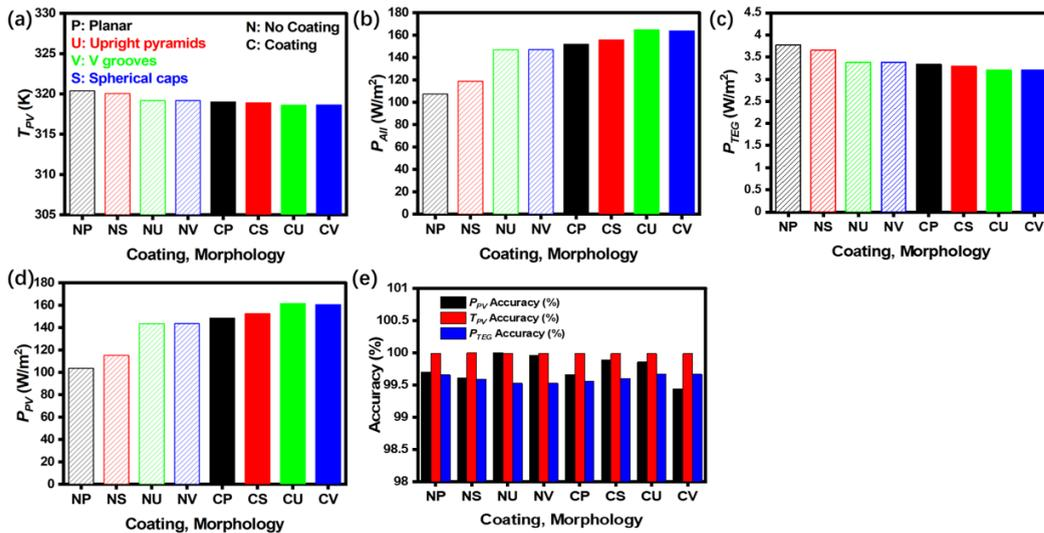 (a)
330
325
320
315
310
305
T_PV (K)
P: Planar
U: Upright pyramids
V: V grooves
S: Spherical caps
N: No Coating
C: Coating
NP NS NU NV CP CS CU CV
Coating, Morphology
(b)
180
160
140
120
100
80
60
40
20
0
P_All (W/m²)
NP NS NU NV CP CS CU CV
Coating, Morphology
(c)
4.5
4
3.5
3
2.5
2
1.5
1
0.5
0
P_TEG (W/m²)
NP NS NU NV CP CS CU CV
Coating, Morphology
(d)
180
160
140
120
100
80
60
40
20
0
P_PV (W/m²)
NP NS NU NV CP CS CU CV
Coating, Morphology
(e)
101
100.5
100
99.5
99
98.5
98
Accuracy (%)
P_PV Accuracy (%)
T_PV Accuracy (%)
P_TEG Accuracy (%)
NP NS NU NV CP CS CU CV
Coating, Morphology